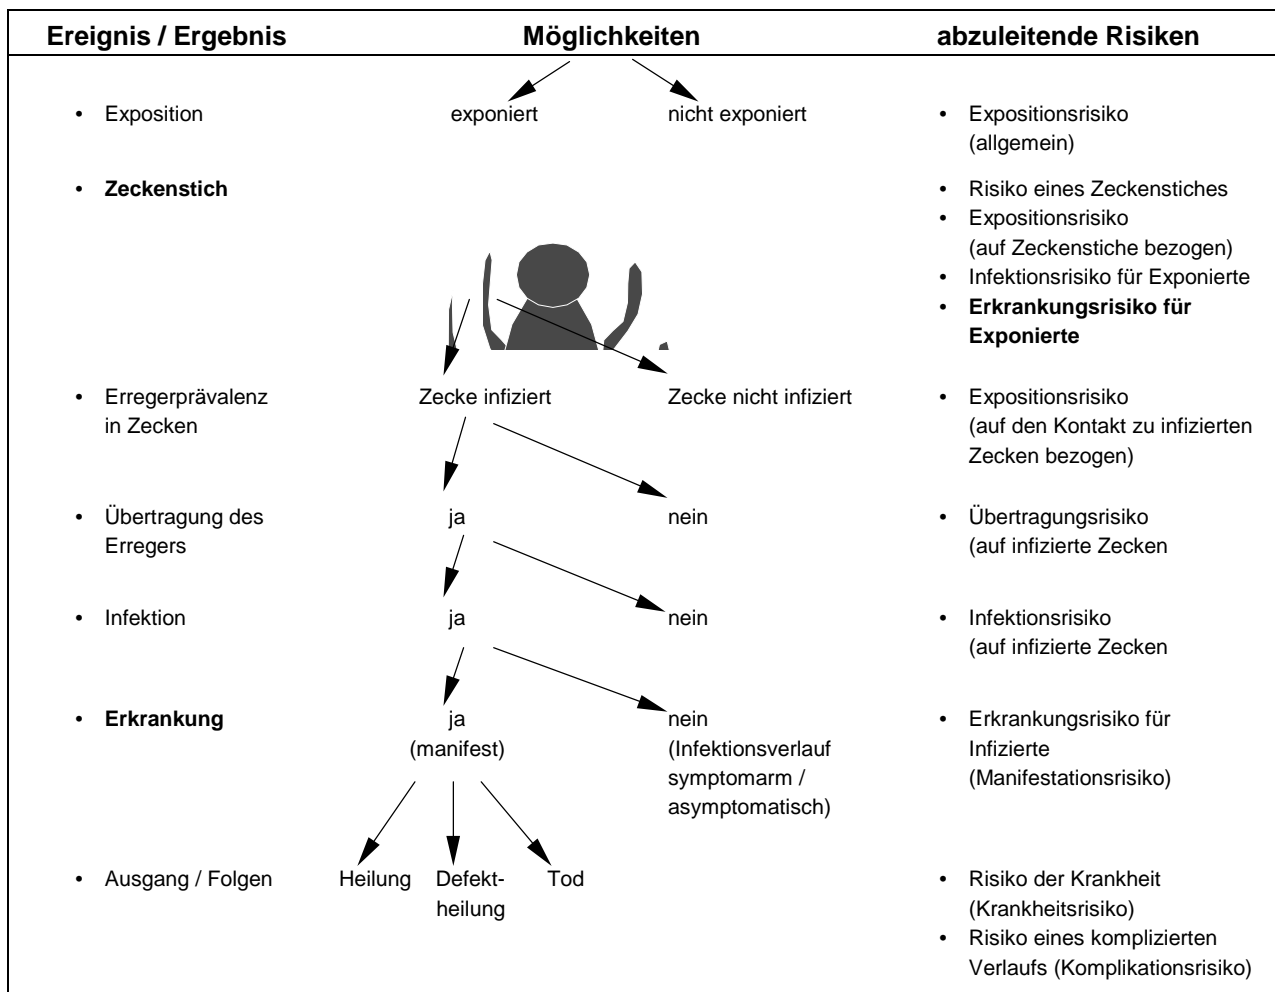 Ereignis / Ergebnis Möglichkeiten abzuleitende Risiken
• Exposition exponiert nicht exponiert • Expositionsrisiko
(allgemein)
• Zeckenstich • Risiko eines Zeckenstiches
• Expositionsrisiko
(auf Zeckenstiche bezogen)
• Infektionsrisiko für Exponierte
• Erkrankungsrisiko für
Exponierte
• Erregerprävalenz Zecke infiziert Zecke nicht infiziert • Expositionsrisiko
in Zecken (auf den Kontakt zu infizierten
Zecken bezogen)
• Übertragung des ja nein • Übertragungsrisiko
Erregers (auf infizierte Zecken
• Infektion ja nein • Infektionsrisiko
(auf infizierte Zecken
• Erkrankung ja nein • Erkrankungsrisiko für
(manifest) (Infektionsverlauf Infizierte
symptomarm / (Manifestationsrisiko)
asymptomatisch)
• Ausgang / Folgen Heilung Defekt- Tod • Risiko der Krankheit
heilung (Krankheitsrisiko)
• Risiko eines komplizierten
Verlaufs (Komplikationsrisiko)